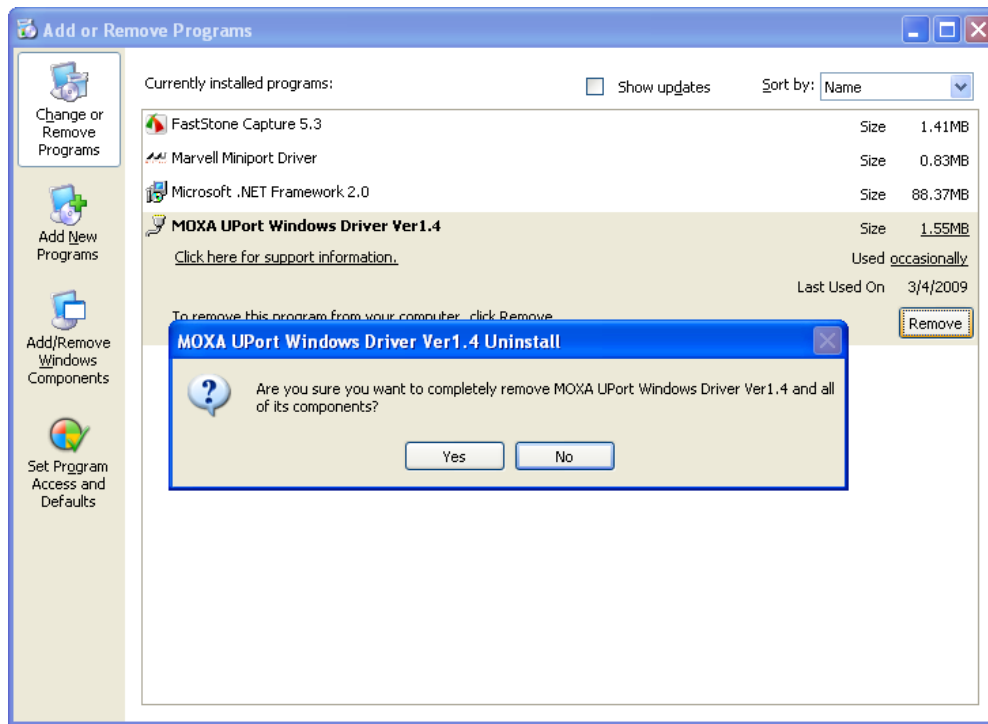 Add or Remove Programs
Change or
Remove
Programs
Add New
Programs
Add/Remove
Windows
Components
Set Program
Access and
Defaults
Currently installed programs:
Show updates
Sort by: Name
FastStone Capture 5.3 Size 1.41MB
Marvell Miniport Driver Size 0.83MB
Microsoft .NET Framework 2.0 Size 88.37MB
MOXA UPort Windows Driver Ver1.4 Size 1.55MB
Click here for support information. Used occasionally
Last Used On 3/4/2009
To remove this program from your computer, click Remove. Remove
MOXA UPort Windows Driver Ver1.4 Uninstall
Are you sure you want to completely remove MOXA UPort Windows Driver Ver1.4 and all
of its components?
Yes No